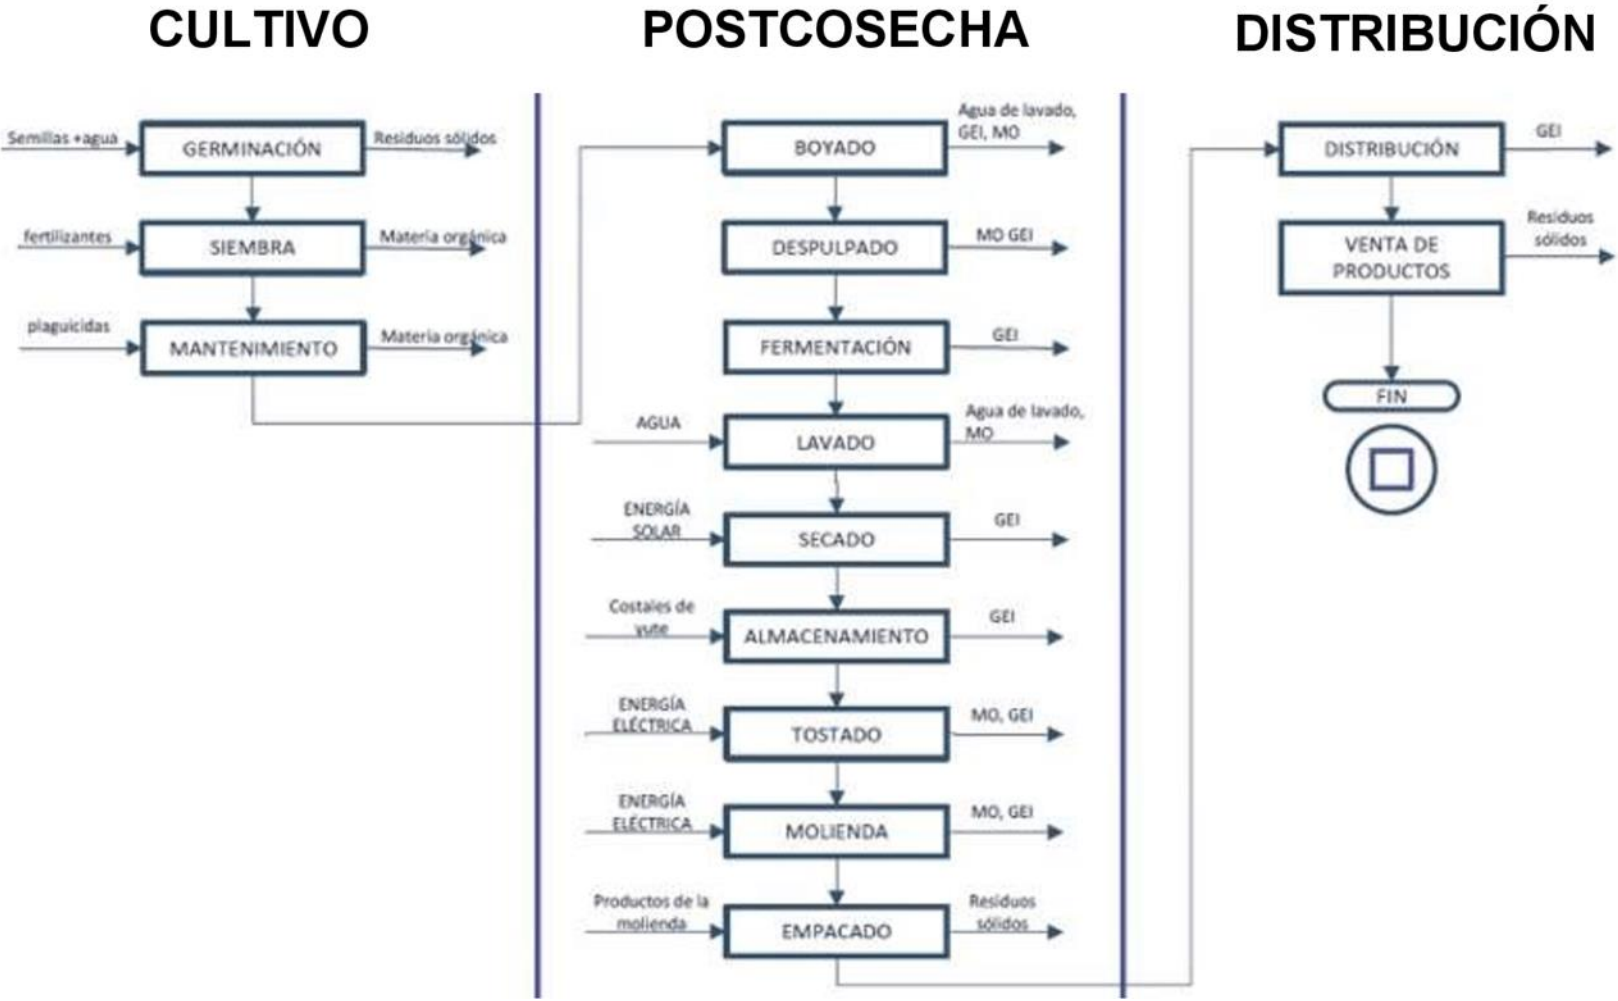 CULTIVO
POSTCOSECHA
DISTRIBUCIÓN
Semillas +agua
GERMINACIÓN
Residuos sólidos
fertilizantes
SIEMBRA
Materia orgánica
plaguicidas
MANTENIMIENTO
Materia orgánica
BOYADO
Agua de lavado,
GEI, MO
DESPULPADO
MO GEI
FERMENTACIÓN
GEI
AGUA
LAVADO
Agua de lavado,
MO
ENERGÍA
SOLAR
SECADO
GEI
Costales de
yute
ALMACENAMIENTO
GEI
ENERGÍA
ELÉCTRICA
TOSTADO
MO, GEI
ENERGÍA
ELÉCTRICA
MOLIENDA
MO, GEI
Productos de la
molienda
EMPACADO
Residuos
sólidos
DISTRIBUCIÓN
GEI
VENTA DE
PRODUCTOS
Residuos
sólidos
FIN